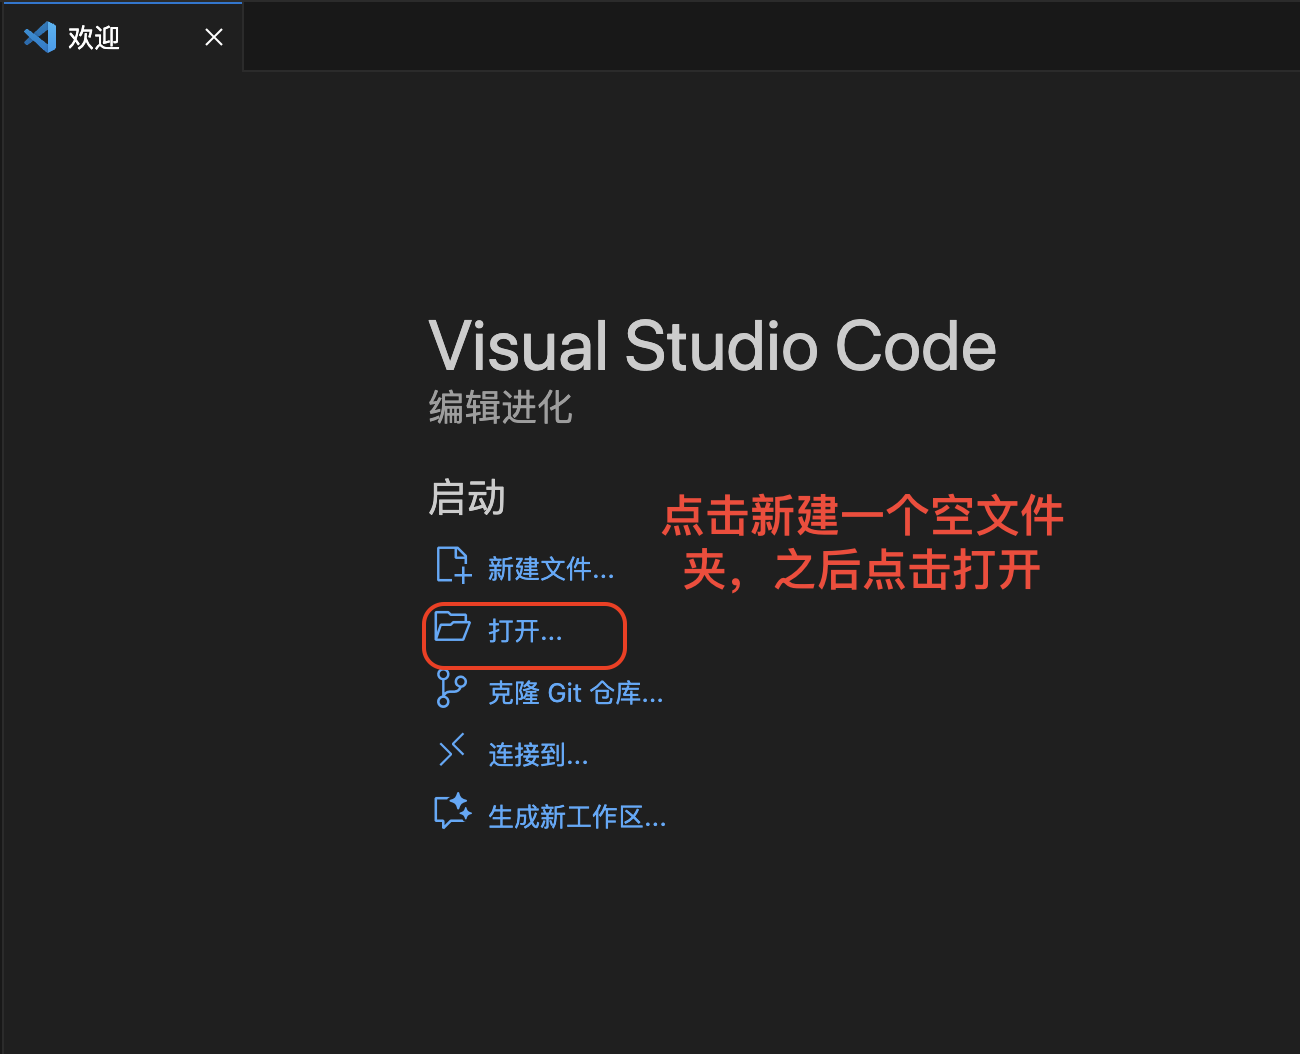 欢迎
Visual Studio Code
编辑进化
启动
点击新建一个空文件
夹，之后点击打开
新建文件...
打开...
克隆 Git 仓库...
连接到...
生成新工作区...